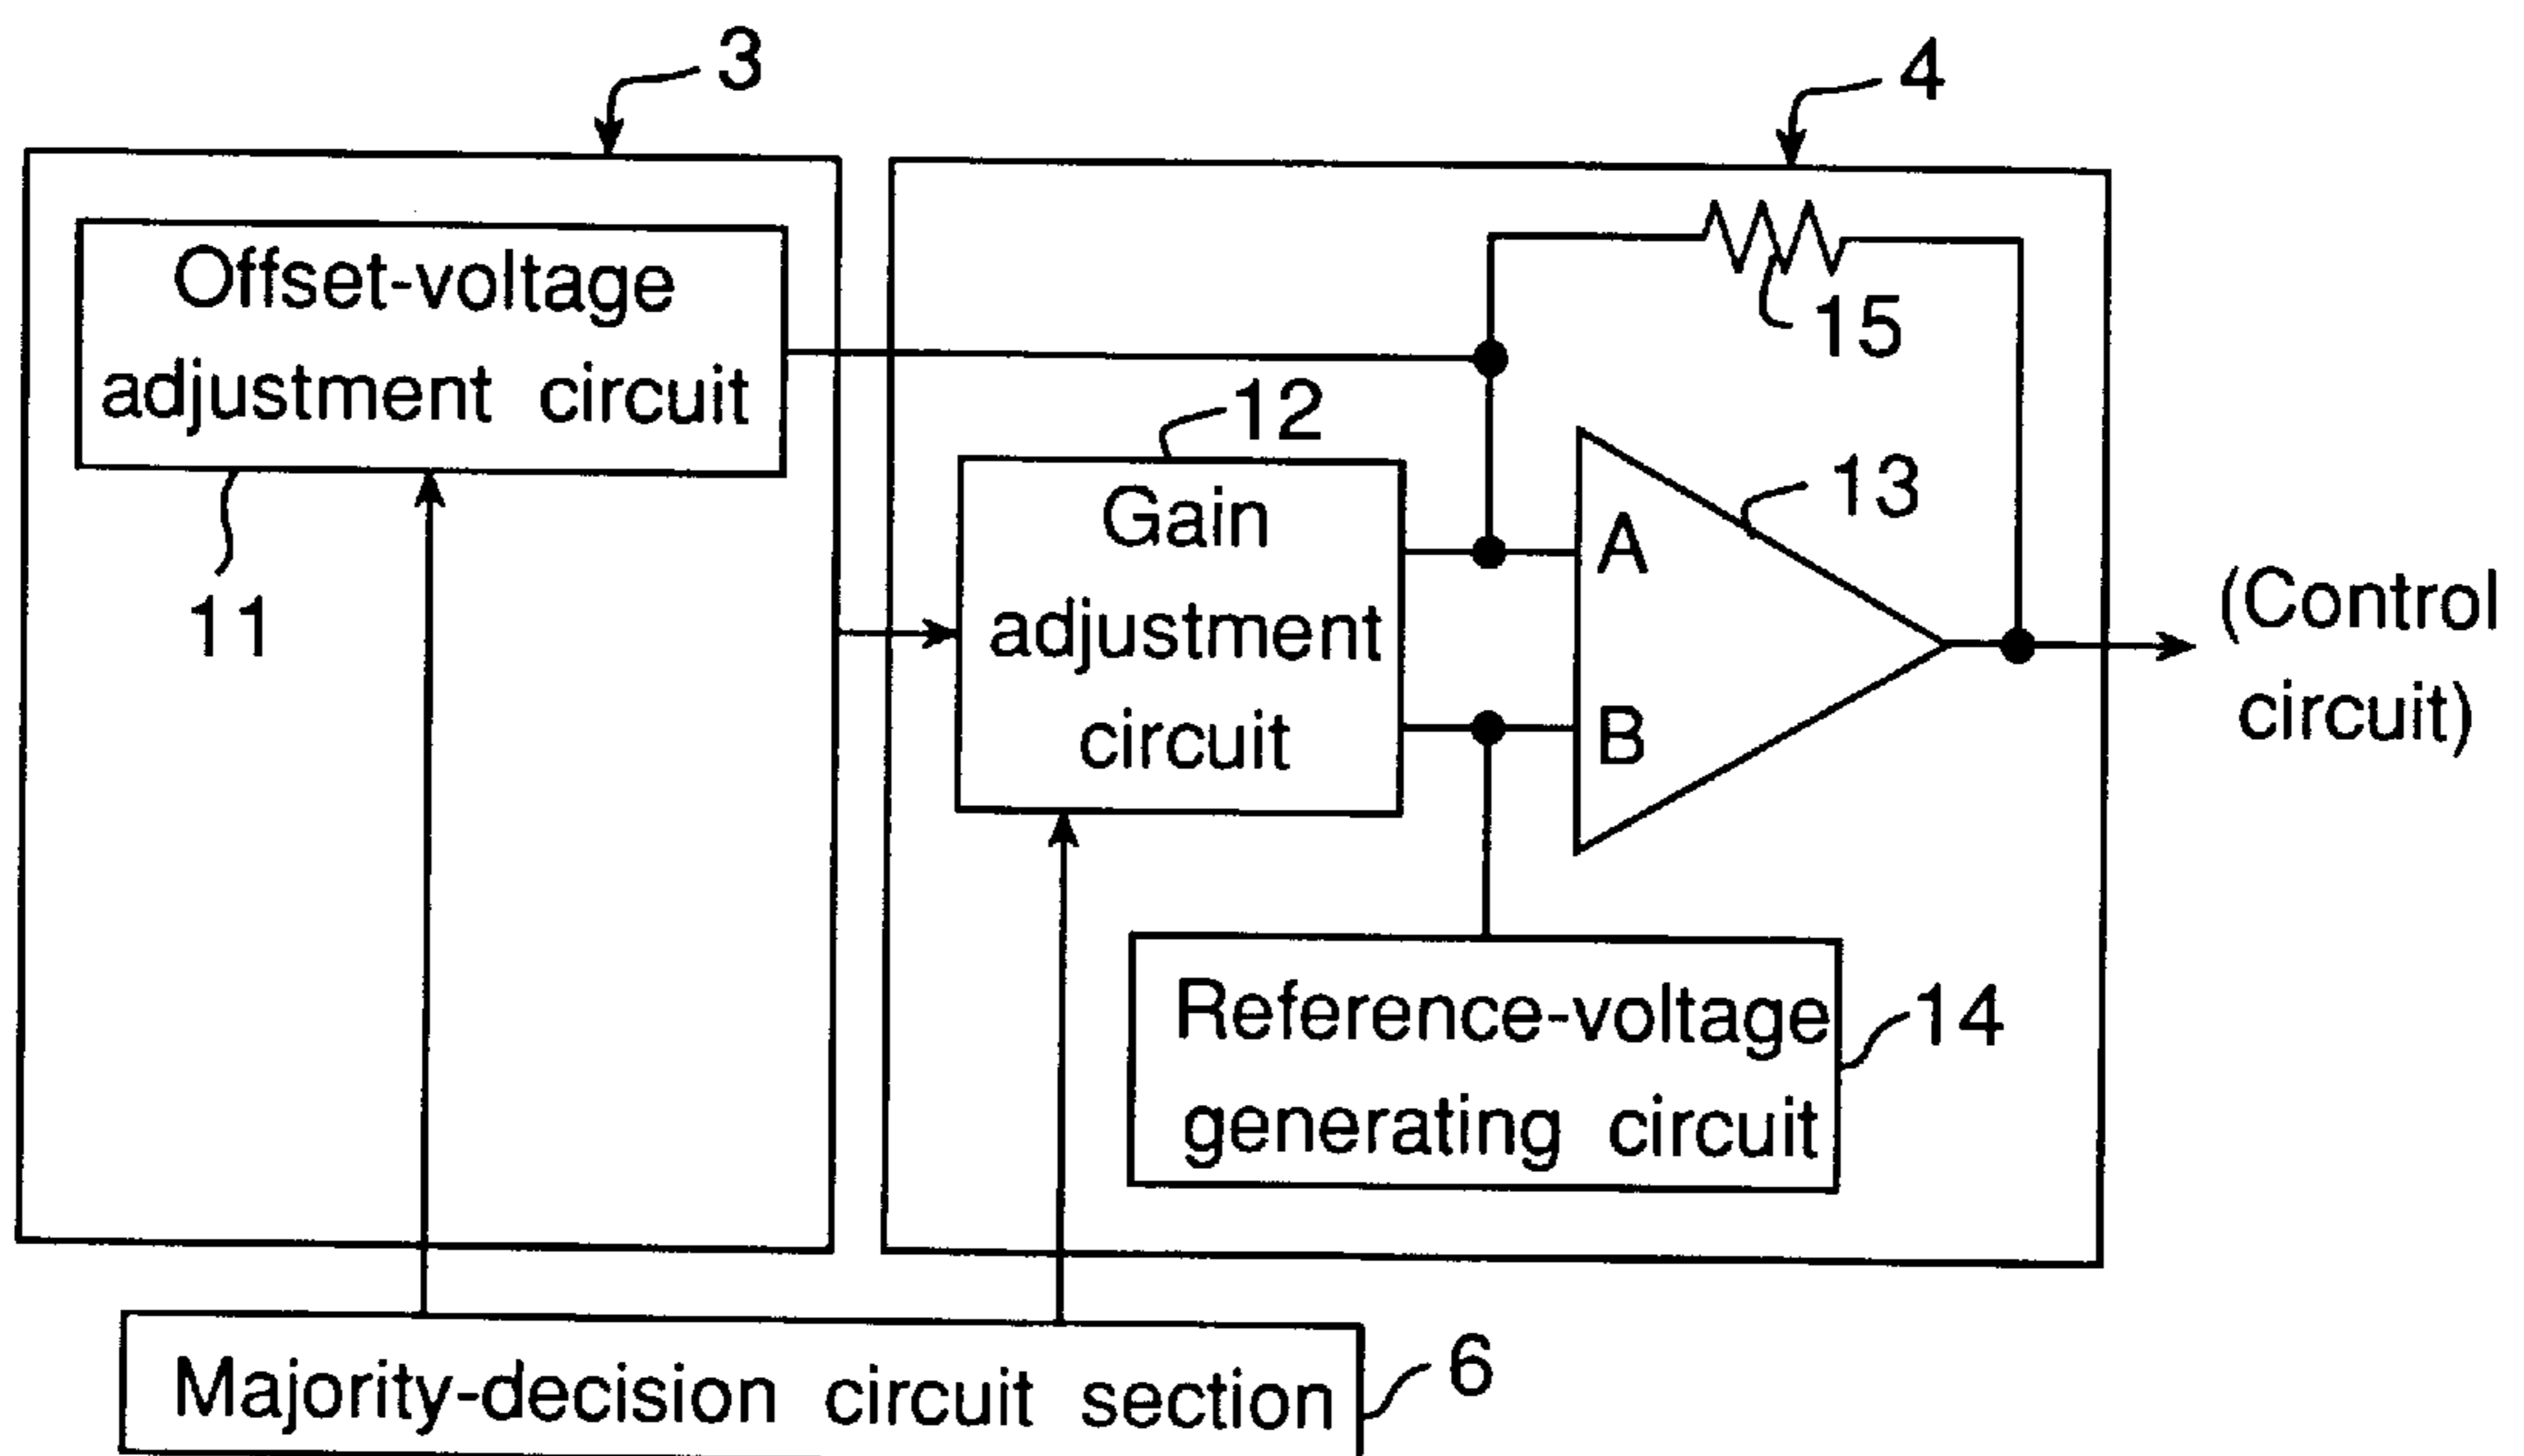 3
4
Offset-voltage
adjustment circuit
15
12
Gain
adjustment
circuit
A
B
13
11
(Control
circuit)
Reference-voltage
generating circuit
14
Majority-decision circuit section
6